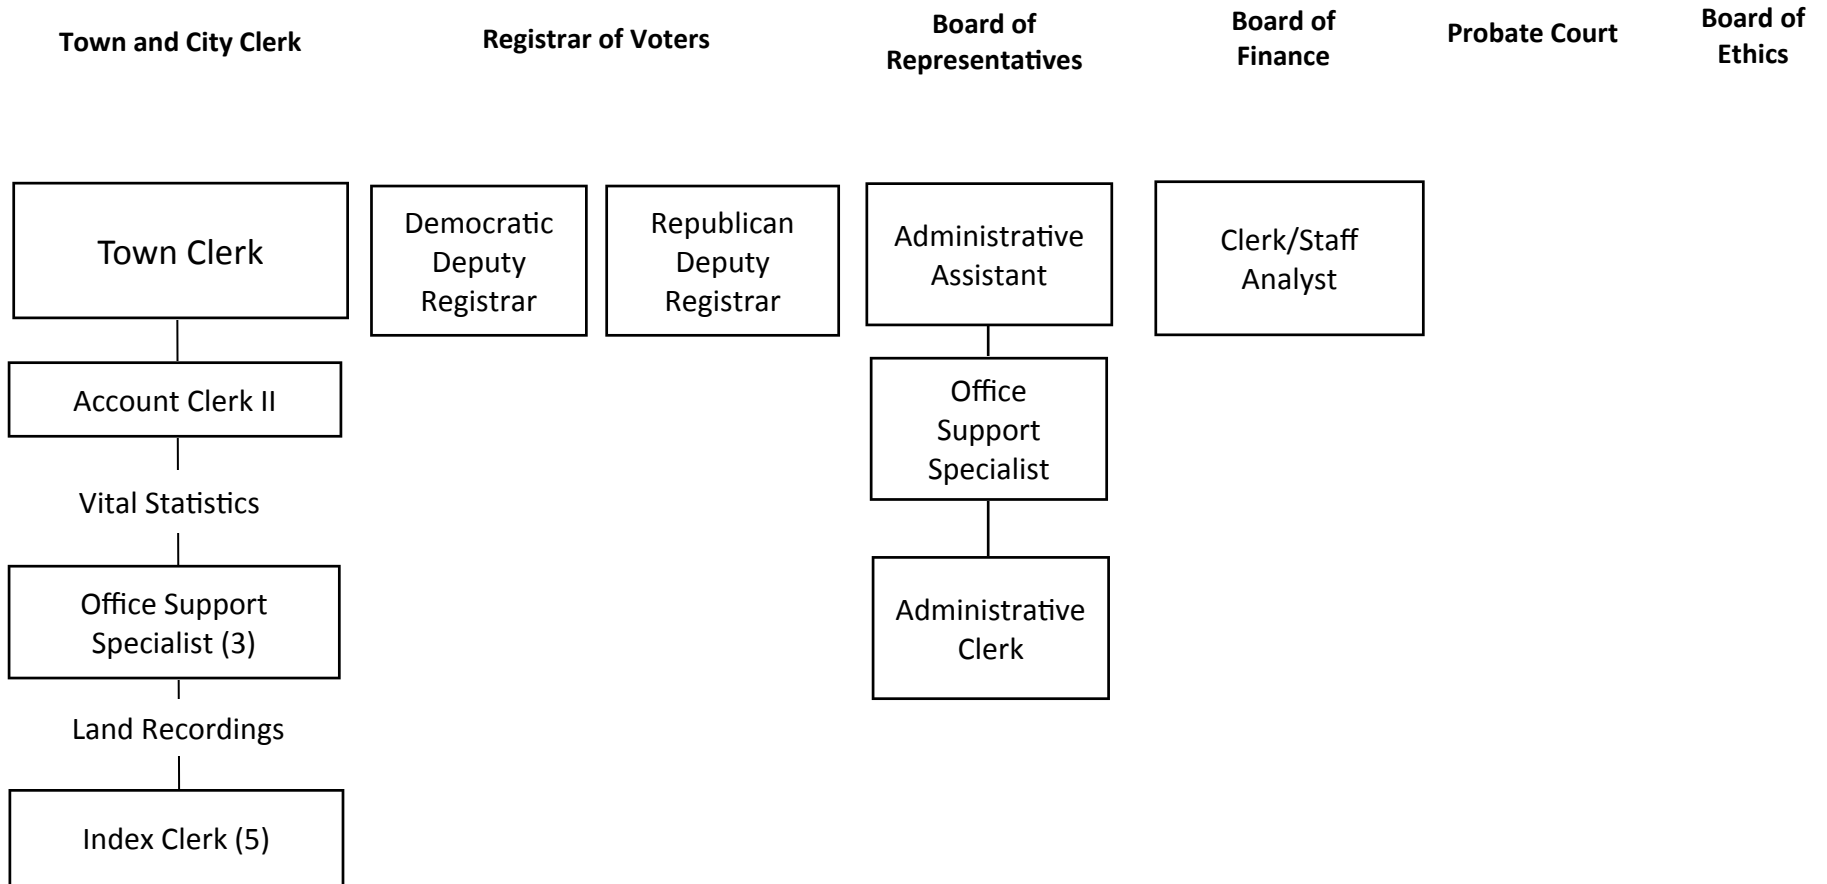 Town and City Clerk
Registrar of Voters
Board of
Representatives
Board of
Finance
Probate Court
Board of
Ethics
Town Clerk
Democratic
Deputy
Registrar
Republican
Deputy
Registrar
Administrative
Assistant
Clerk/Staff
Analyst
Account Clerk II
Office
Support
Specialist
Vital Statistics
Office Support
Specialist (3)
Administrative
Clerk
Land Recordings
Index Clerk (5)